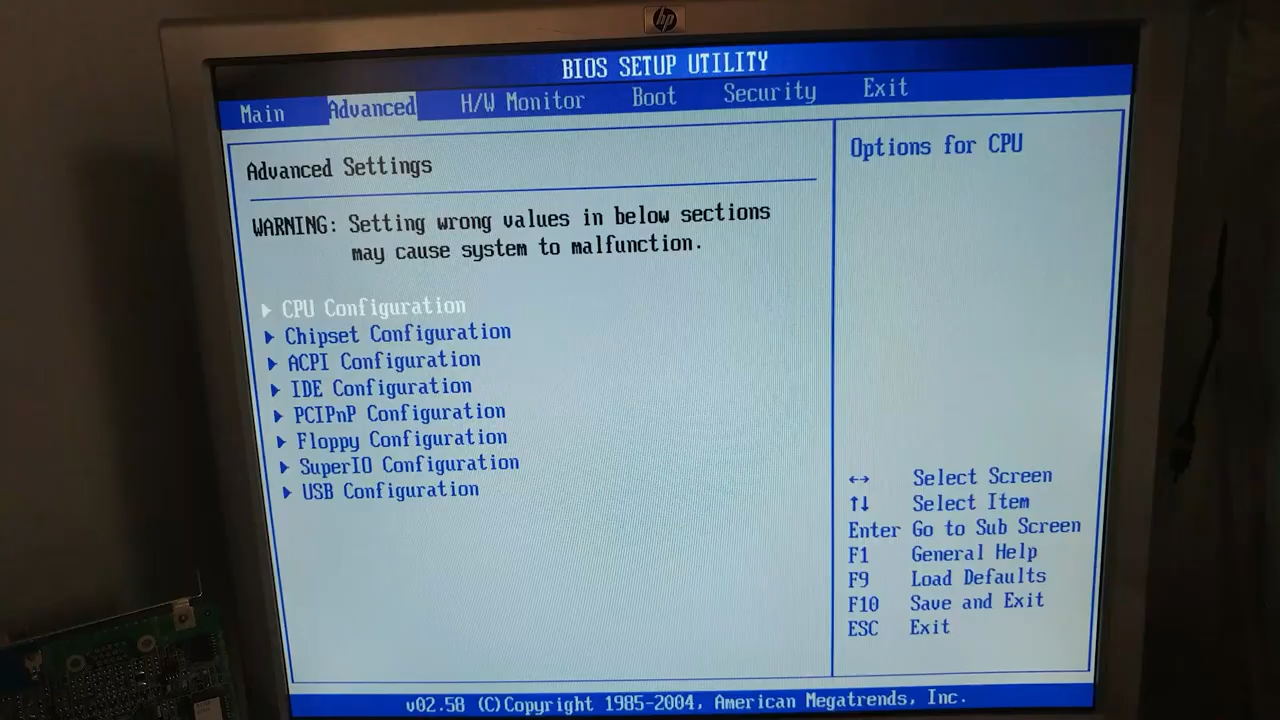 hp
BIOS SETUP UTILITY
Main Advanced H/W Monitor Boot Security Exit
Advanced Settings
WARNING: Setting wrong values in below sections
may cause system to malfunction.
CPU Configuration
Chipset Configuration
ACPI Configuration
IDE Configuration
PCIPnP Configuration
Floppy Configuration
SuperIO Configuration
USB Configuration
Options for CPU
↔ Select Screen
↑↓ Select Item
Enter Go to Sub Screen
F1 General Help
F9 Load Defaults
F10 Save and Exit
ESC Exit
v02.58 (C)Copyright 1985-2004, American Megatrends, Inc.